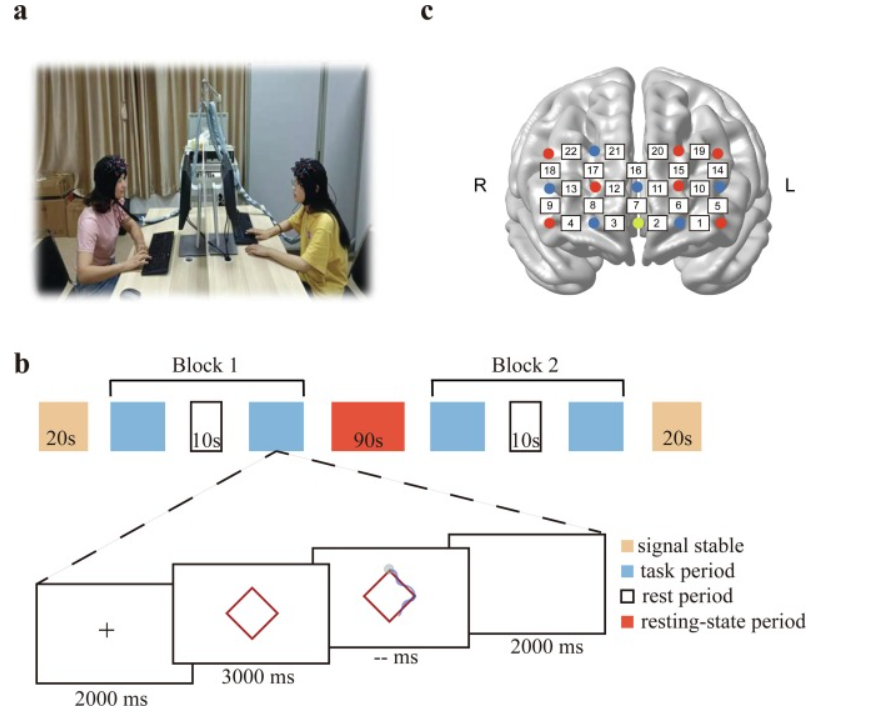 a
c
22 21 20 19
18 17 16 15 14
R 13 12 11 10 L
9 8 7 6 5
4 3 2 1
b
Block 1 Block 2
20s 10s 90s 10s 20s
+
2000 ms
3000 ms
-- ms
2000 ms
signal stable
task period
rest period
resting-state period